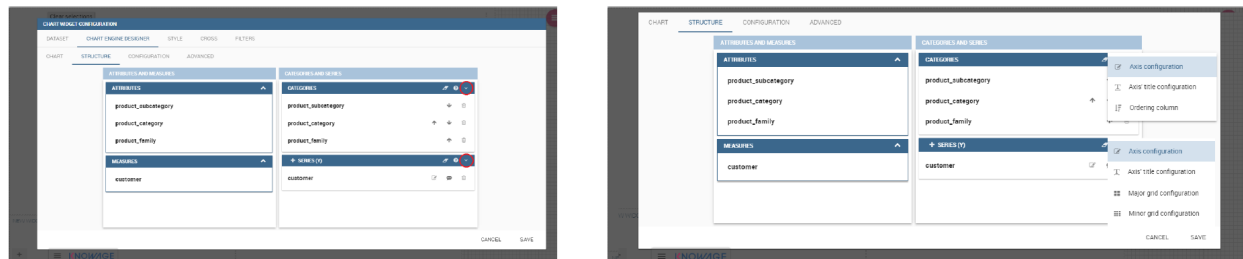 CHART WIDGET CONFIGURATION
DATASET CHART ENGINE DESIGNER STYLE CROSS FILTERS
CHART STRUCTURE CONFIGURATION ADVANCED
ATTRIBUTES AND MEASURES CATEGORIES AND SERIES
ATTRIBUTES CATEGORIES
product_subcategory product_subcategory
product_category product_category
product_family product_family
MEASURES + SERIES (Y)
customer customer
CANCEL SAVE
KNOWAGE
CHART STRUCTURE CONFIGURATION ADVANCED
ATTRIBUTES AND MEASURES CATEGORIES AND SERIES
ATTRIBUTES CATEGORIES
Axis configuration
product_subcategory product_subcategory
Axis' title configuration
product_category product_category
Ordering column
product_family product_family
MEASURES + SERIES (Y)
Axis configuration
customer customer
Axis' title configuration
Major grid configuration
Minor grid configuration
CANCEL SAVE
KNOWAGE